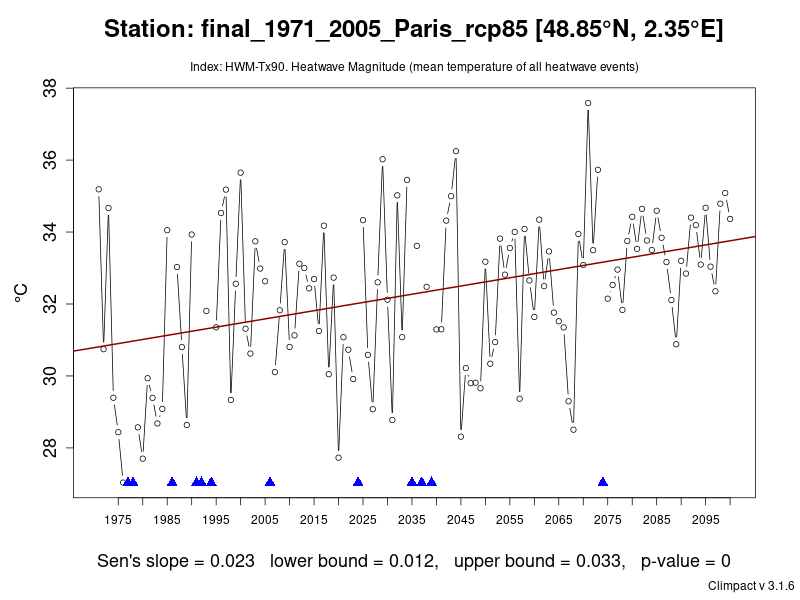 Station: final_1971_2005_Paris_rcp85 [48.85°N, 2.35°E]
Index: HWM-Tx90. Heatwave Magnitude (mean temperature of all heatwave events)
38
36
34
32
30
28
°C
1975 1985 1995 2005 2015 2025 2035 2045 2055 2065 2075 2085 2095
Sen's slope = 0.023 lower bound = 0.012, upper bound = 0.033, p-value = 0
Climpact v 3.1.6